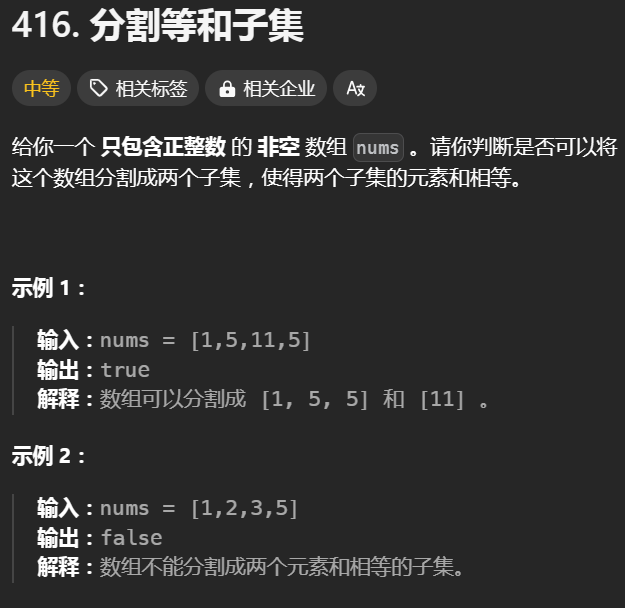 416. 分割等和子集
中等 相关标签 相关企业 A文
给你一个 只包含正整数 的 非空 数组 nums 。请你判断是否可以将
这个数组分割成两个子集，使得两个子集的元素和相等。
示例 1：
输入：nums = [1,5,11,5]
输出：true
解释：数组可以分割成 [1, 5, 5] 和 [11] 。
示例 2：
输入：nums = [1,2,3,5]
输出：false
解释：数组不能分割成两个元素和相等的子集。